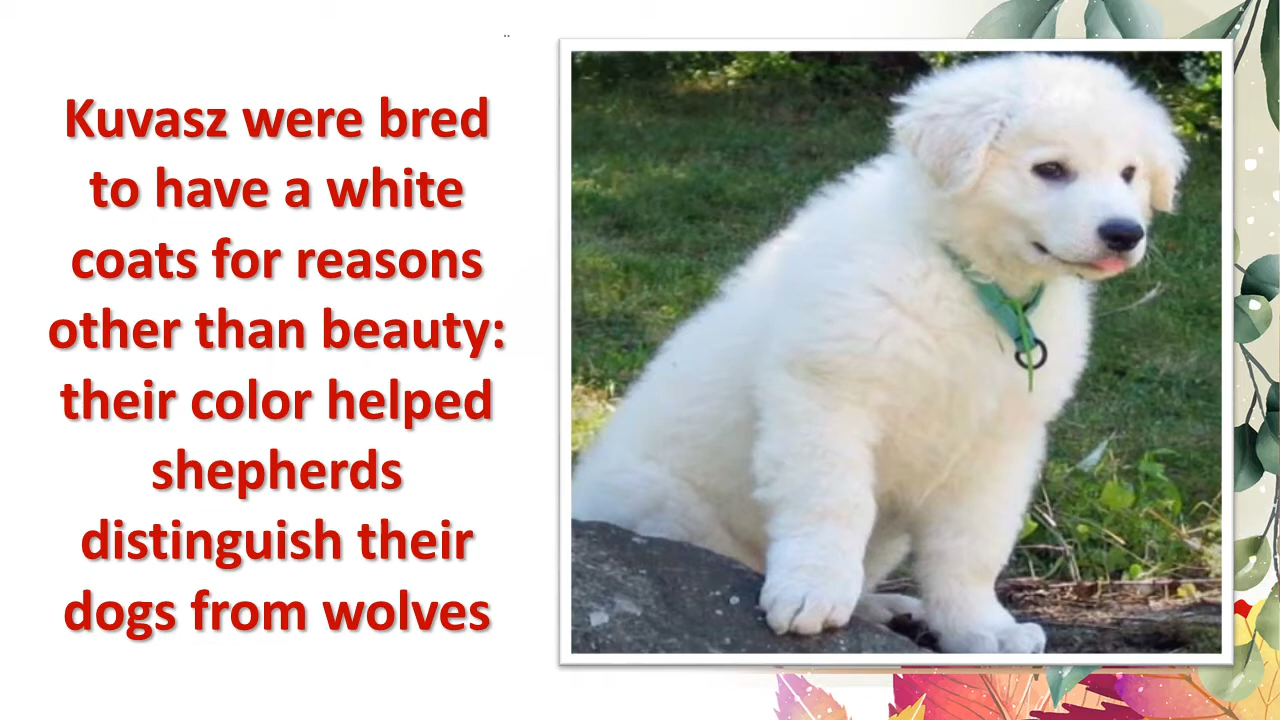 ..
Kuvasz were bred
to have a white
coats for reasons
other than beauty:
their color helped
shepherds
distinguish their
dogs from wolves